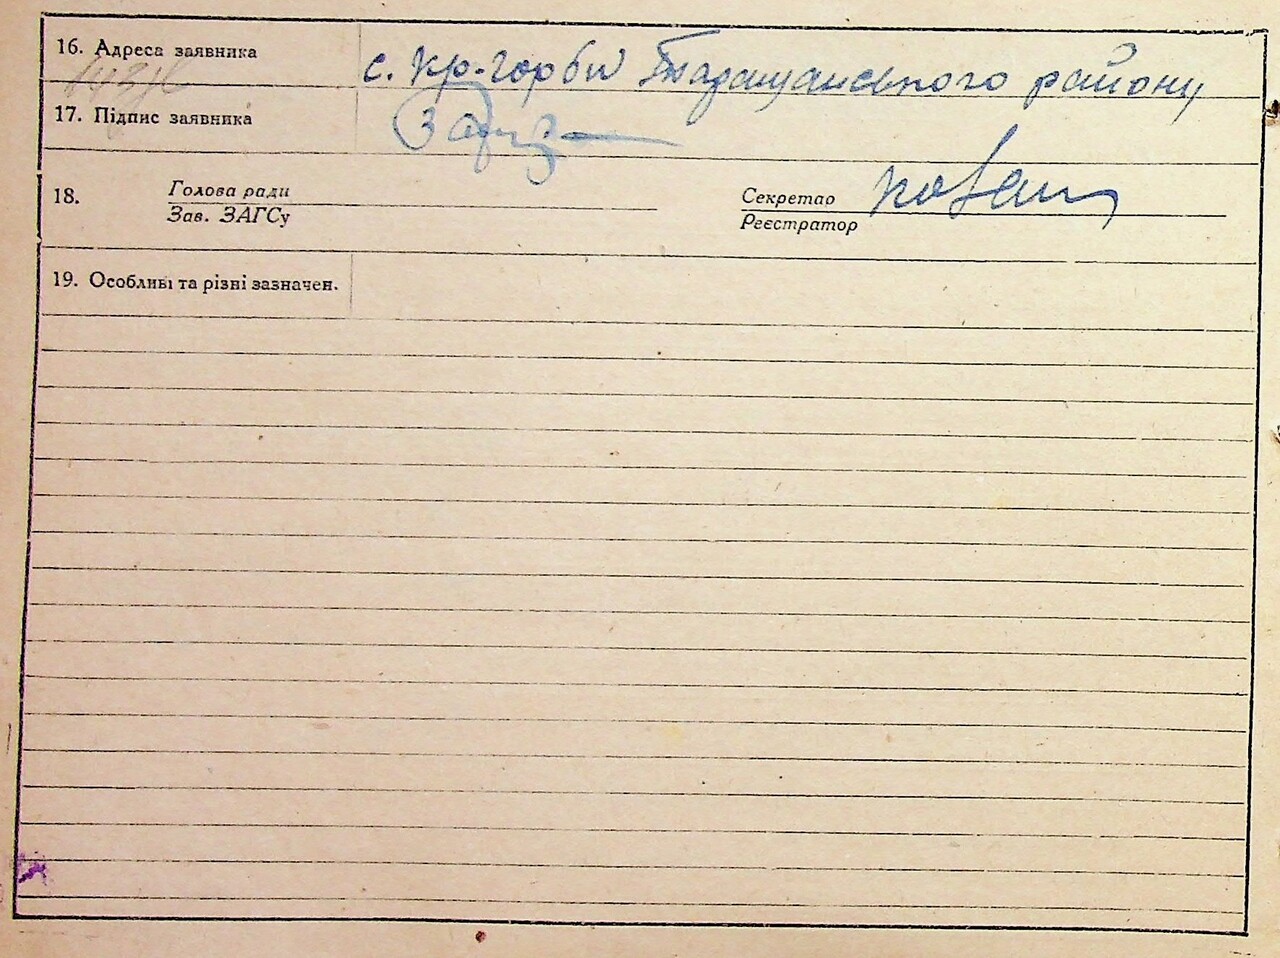 16. Адреса заявника с. Кр-горби Таращанського району
17. Підпис заявника
18. Голова ради Секретар
Зав. ЗАГСу Реєстратор
19. Особливі та різні зазначен.